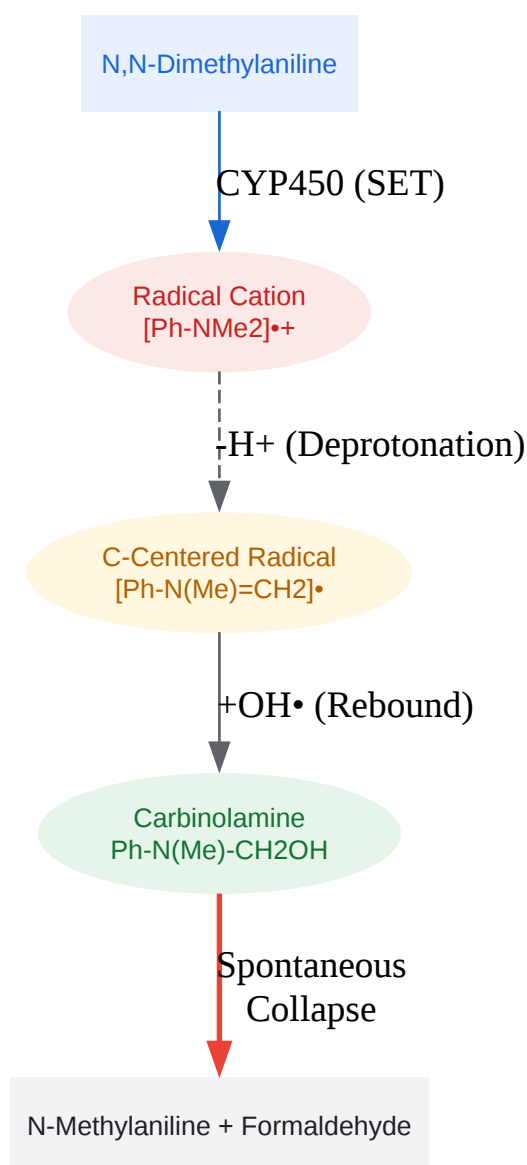 N,N-Dimethylaniline
CYP450 (SET)
Radical Cation
[Ph-NMe2]•+
-H+ (Deprotonation)
C-Centered Radical
[Ph-N(Me)=CH2]•
+OH• (Rebound)
Carbinolamine
Ph-N(Me)-CH2OH
Spontaneous
Collapse
N-Methylaniline + Formaldehyde